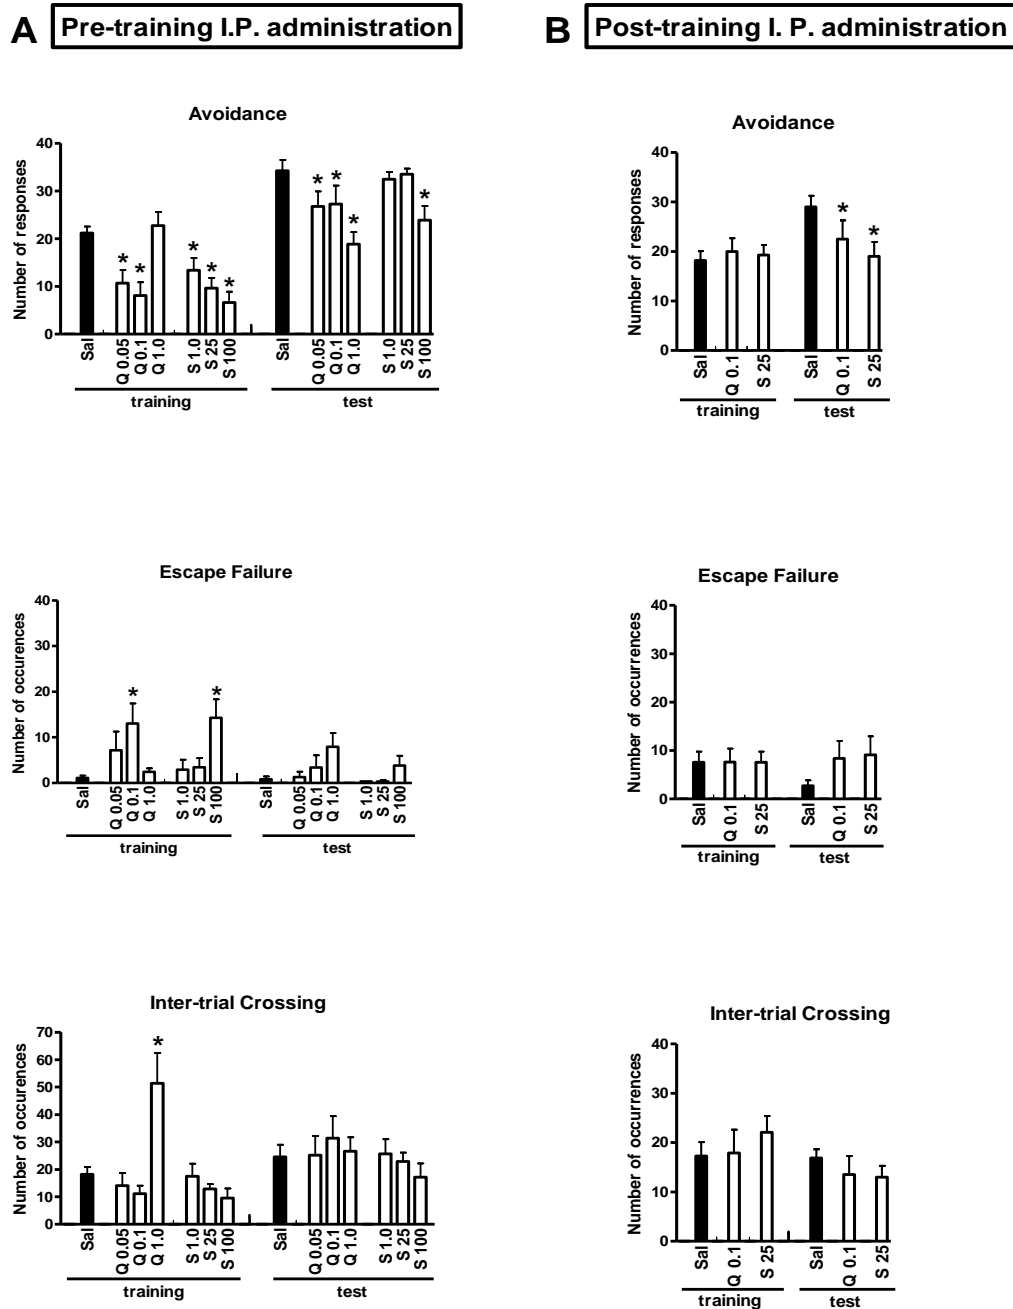 A Pre-training I.P. administration
Avoidance
Number of responses
40
30
20
10
0
* * * * * * * * * *
Sal Q 0.05 Q 0.1 Q 1.0 S 1.0 S 25 S 100 Sal Q 0.05 Q 0.1 Q 1.0 S 1.0 S 25 S 100
training test
Escape Failure
Number of occurences
40
30
20
10
0
* *
Sal Q 0.05 Q 0.1 Q 1.0 S 1.0 S 25 S 100 Sal Q 0.05 Q 0.1 Q 1.0 S 1.0 S 25 S 100
training test
Inter-trial Crossing
Number of occurences
70
60
50
40
30
20
10
0
*
Sal Q 0.05 Q 0.1 Q 1.0 S 1.0 S 25 S 100 Sal Q 0.05 Q 0.1 Q 1.0 S 1.0 S 25 S 100
training test
B Post-training I. P. administration
Avoidance
Number of responses
40
30
20
10
0
* *
Sal Q 0.1 S 25 Sal Q 0.1 S 25
training test
Escape Failure
Number of occurrences
40
30
20
10
0
Sal Q 0.1 S 25 Sal Q 0.1 S 25
training test
Inter-trial Crossing
Number of occurrences
40
30
20
10
0
Sal Q 0.1 S 25 Sal Q 0.1 S 25
training test